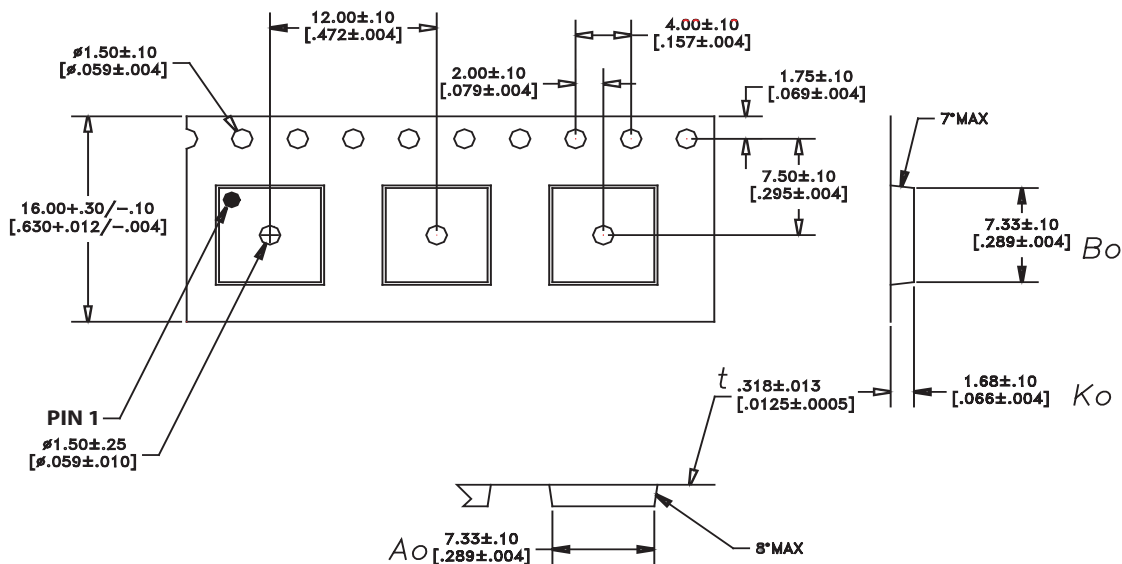 12.00±.10
[.472±.004]
4.00±.10
[.157±.004]
ø1.50±.10
[ø.059±.004]
2.00±.10
[.079±.004]
1.75±.10
[.069±.004]
7°MAX
16.00+.30/-.10
[.630+.012/-.004]
7.50±.10
[.295±.004]
7.33±.10
[.289±.004]
Bo
t
.318±.013
[.0125±.0005]
1.68±.10
[.066±.004]
Ko
PIN 1
ø1.50±.25
[ø.059±.010]
Ao
7.33±.10
[.289±.004]
8°MAX